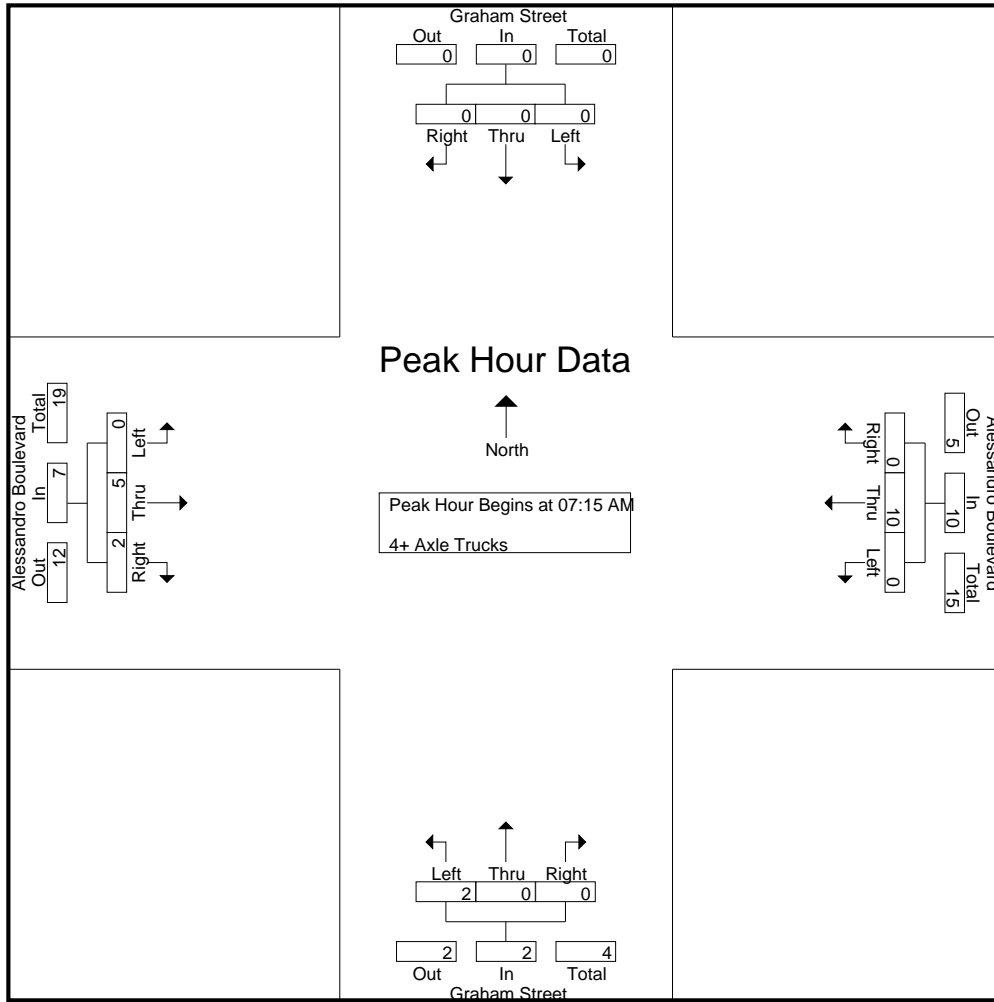 Graham Street
Out In Total
0 0 0
0 0 0
Right Thru Left
Peak Hour Data
North
Peak Hour Begins at 07:15 AM
4+ Axle Trucks
Alessandro Boulevard
Total In Out
19 7 12
0 5 2
Left Thru Right
Right Thru Left
0 10 0
5 10 15
Out In Total
Alessandro Boulevard
Left Thru Right
2 0 0
2 2 4
Out In Total
Graham Street